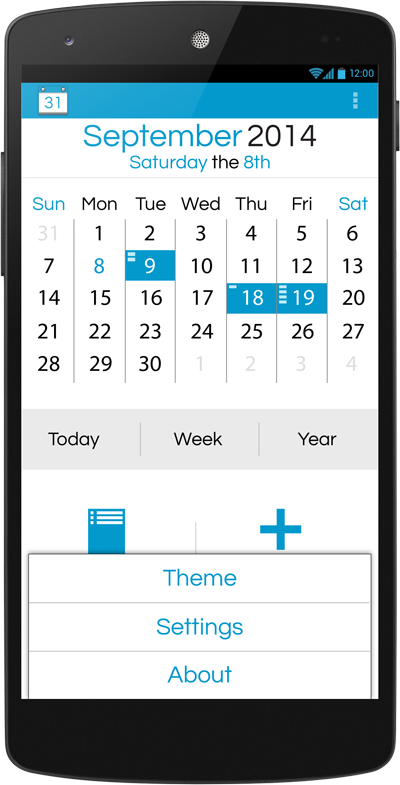 12:00
31
September 2014
Saturday the 8th
Sun Mon Tue Wed Thu Fri Sat
31 1 2 3 4 5 6
7 8 9 10 11 12 13
14 15 16 17 18 19 20
21 22 23 24 25 26 27
28 29 30 1 2 3 4
Today Week Year
Theme
Settings
About